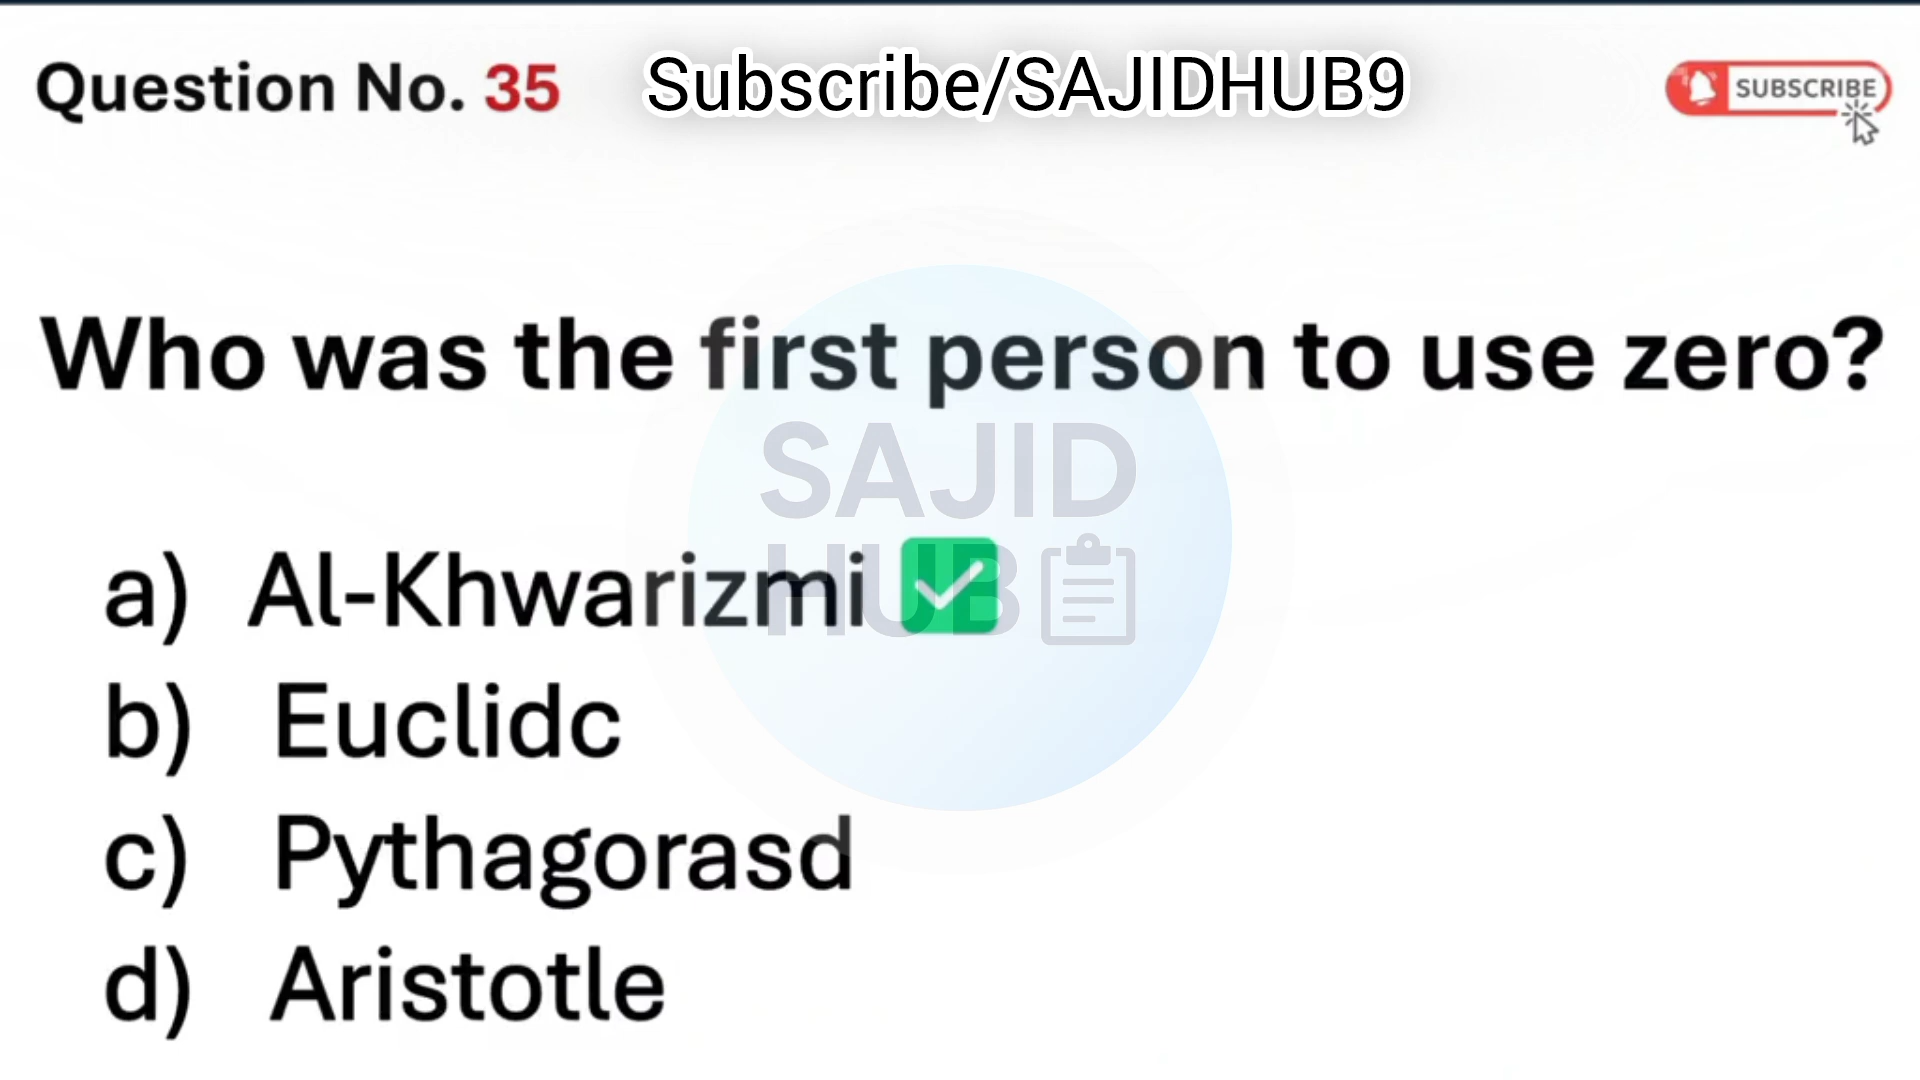 Question No. 35
Subscribe/SAJIDHUB9
SUBSCRIBE
Who was the first person to use zero?
SAJID
HUB
a) Al-Khwarizmi ✅
b) Euclidc
c) Pythagorasd
d) Aristotle